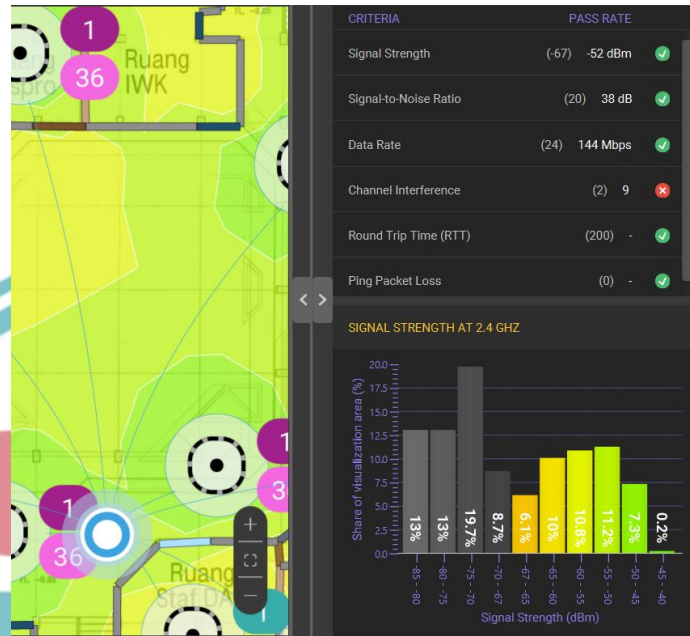 1
36
Ruang
IWK
spro
1
3
1
36
Ruang
Staf DA
1
+
−
CRITERIA PASS RATE
Signal Strength (-67) -52 dBm
Signal-to-Noise Ratio (20) 38 dB
Data Rate (24) 144 Mbps
Channel Interference (2) 9
Round Trip Time (RTT) (200) -
Ping Packet Loss (0) -
< >
SIGNAL STRENGTH AT 2.4 GHZ
Share of visualization area (%)
20.0
17.5
15.0
12.5
10.0
7.5
5.0
2.5
0.0
13% 13% 19.7% 8.7% 6.1% 10% 10.8% 11.2% 7.3% 0.2%
-85 - -80
-80 - -75
-75 - -70
-70 - -67
-67 - -65
-65 - -60
-60 - -55
-55 - -50
-50 - -45
-45 - -40
Signal Strength (dBm)